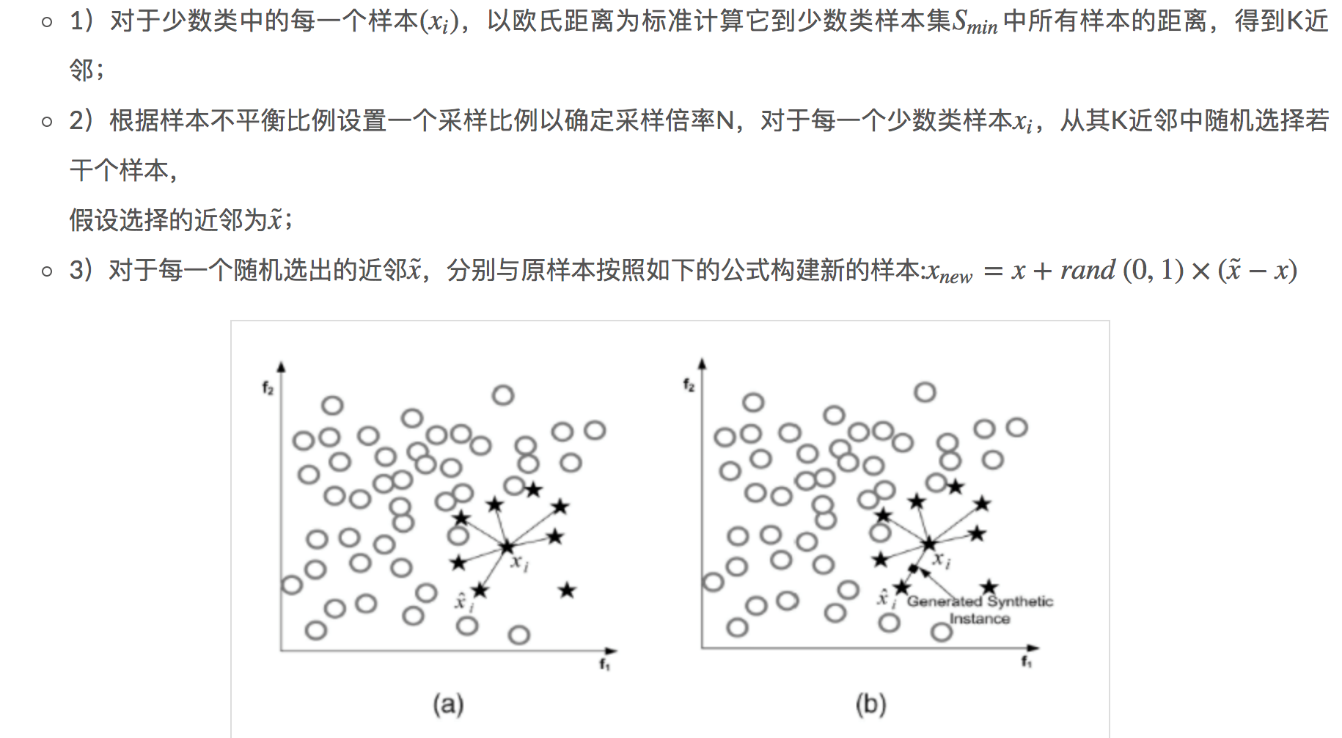 1）对于少数类中的每一个样本(xᵢ)，以欧氏距离为标准计算它到少数类样本集Sₘᵢₙ中所有样本的距离，得到K近
邻；
2）根据样本不平衡比例设置一个采样比例以确定采样倍率N，对于每一个少数类样本xᵢ，从其K近邻中随机选择若
干个样本，
假设选择的近邻为x̃；
3）对于每一个随机选出的近邻x̃，分别与原样本按照如下的公式构建新的样本:xₙₑw = x + rand (0, 1) × (x̃ − x)
f₂
xᵢ
x̂ᵢ
f₁
(a)
f₂
xᵢ
x̂ᵢ
Generated Synthetic
Instance
f₁
(b)